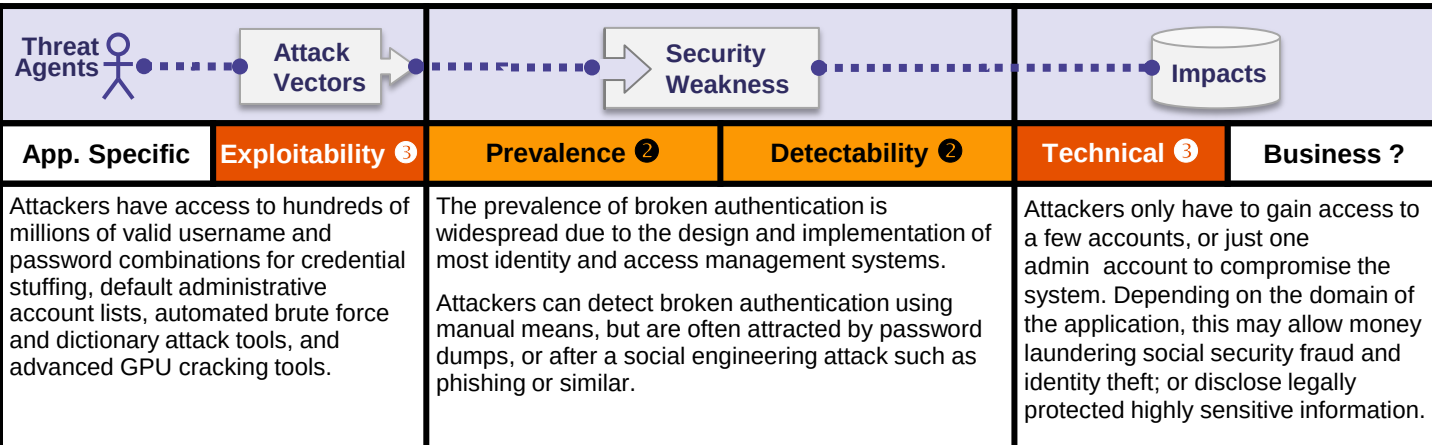 Threat
Agents
Attack
Vectors
Security
Weakness
Impacts
App. Specific
Exploitability ❸
Prevalence ❷
Detectability ❷
Technical ❸
Business ?
Attackers have access to hundreds of
millions of valid username and
password combinations for credential
stuffing, default administrative
account lists, automated brute force
and dictionary attack tools, and
advanced GPU cracking tools.
The prevalence of broken authentication is
widespread due to the design and implementation of
most identity and access management systems.
Attackers can detect broken authentication using
manual means, but are often attracted by password
dumps, or after a social engineering attack such as
phishing or similar.
Attackers only have to gain access to
a few accounts, or just one
admin  account to compromise the
system. Depending on the domain of
the application, this may allow money
laundering social security fraud and
identity theft; or disclose legally
protected highly sensitive information.